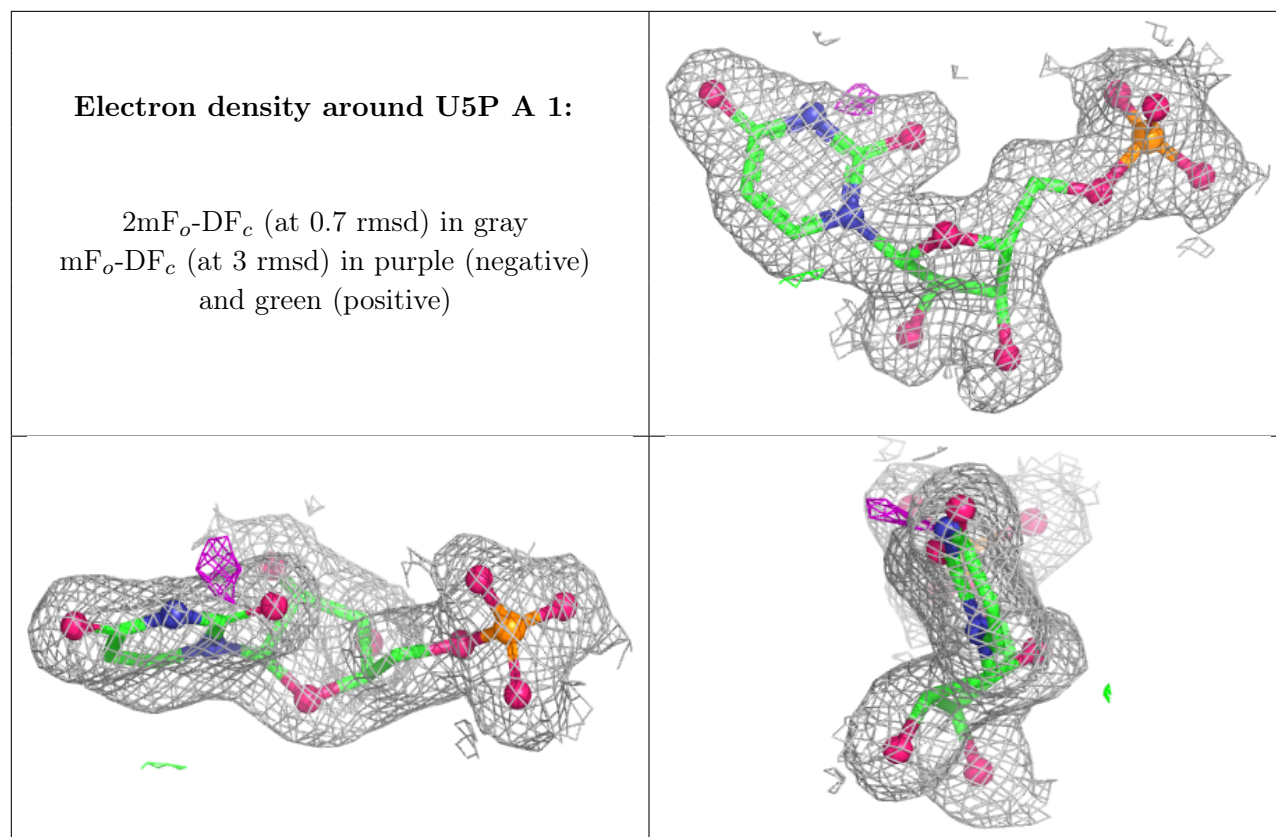 Electron density around U5P A 1:
2mFₒ-DF𝒸 (at 0.7 rmsd) in gray
mFₒ-DF𝒸 (at 3 rmsd) in purple (negative)
and green (positive)